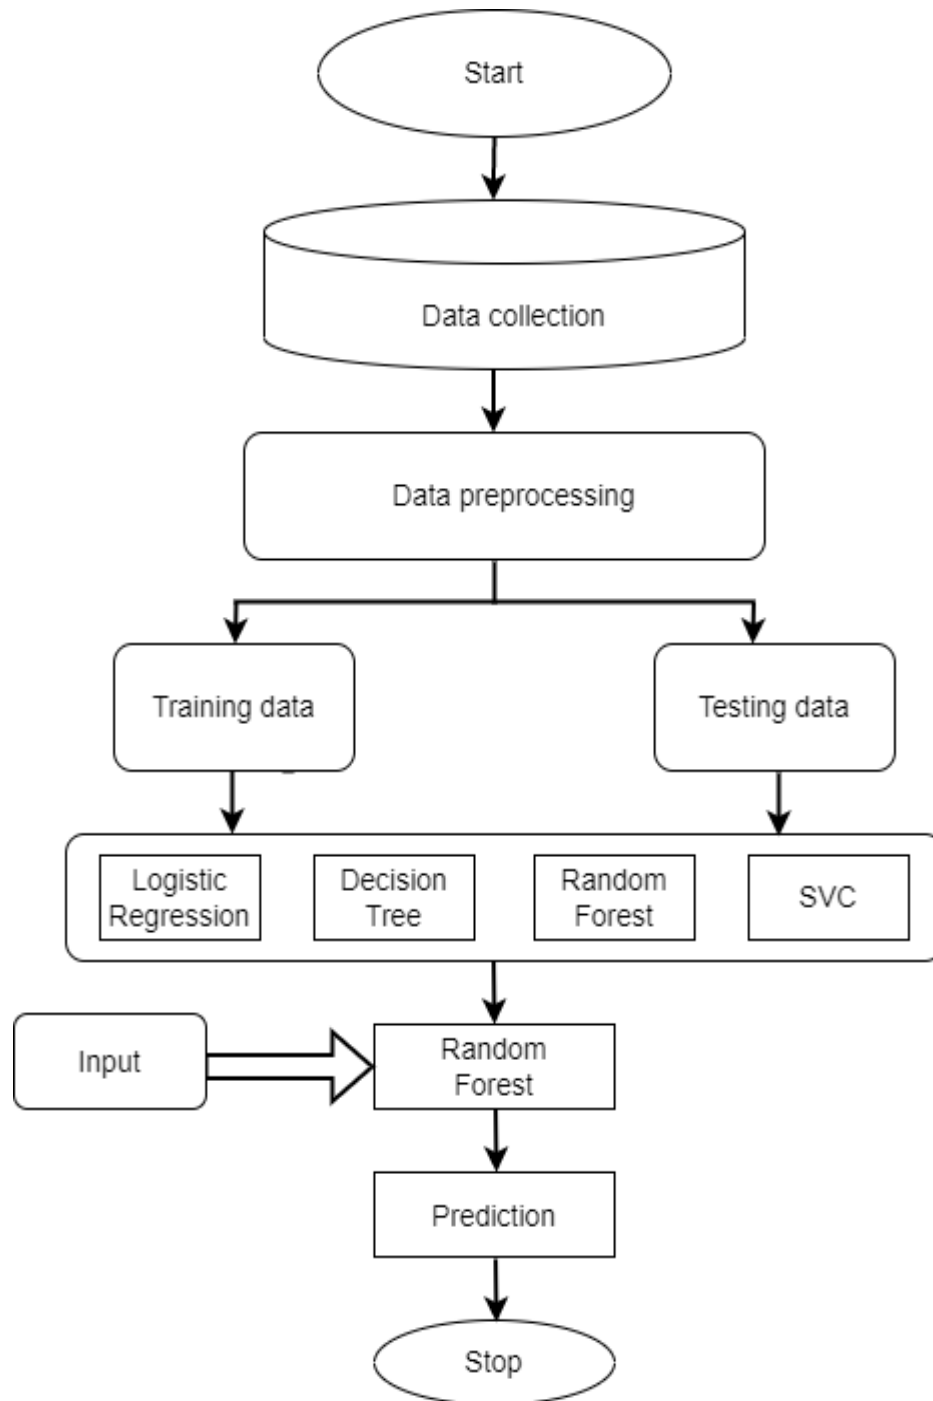 Start
Data collection
Data preprocessing
Training data
Testing data
Logistic
Regression
Decision
Tree
Random
Forest
SVC
Input
Random
Forest
Prediction
Stop